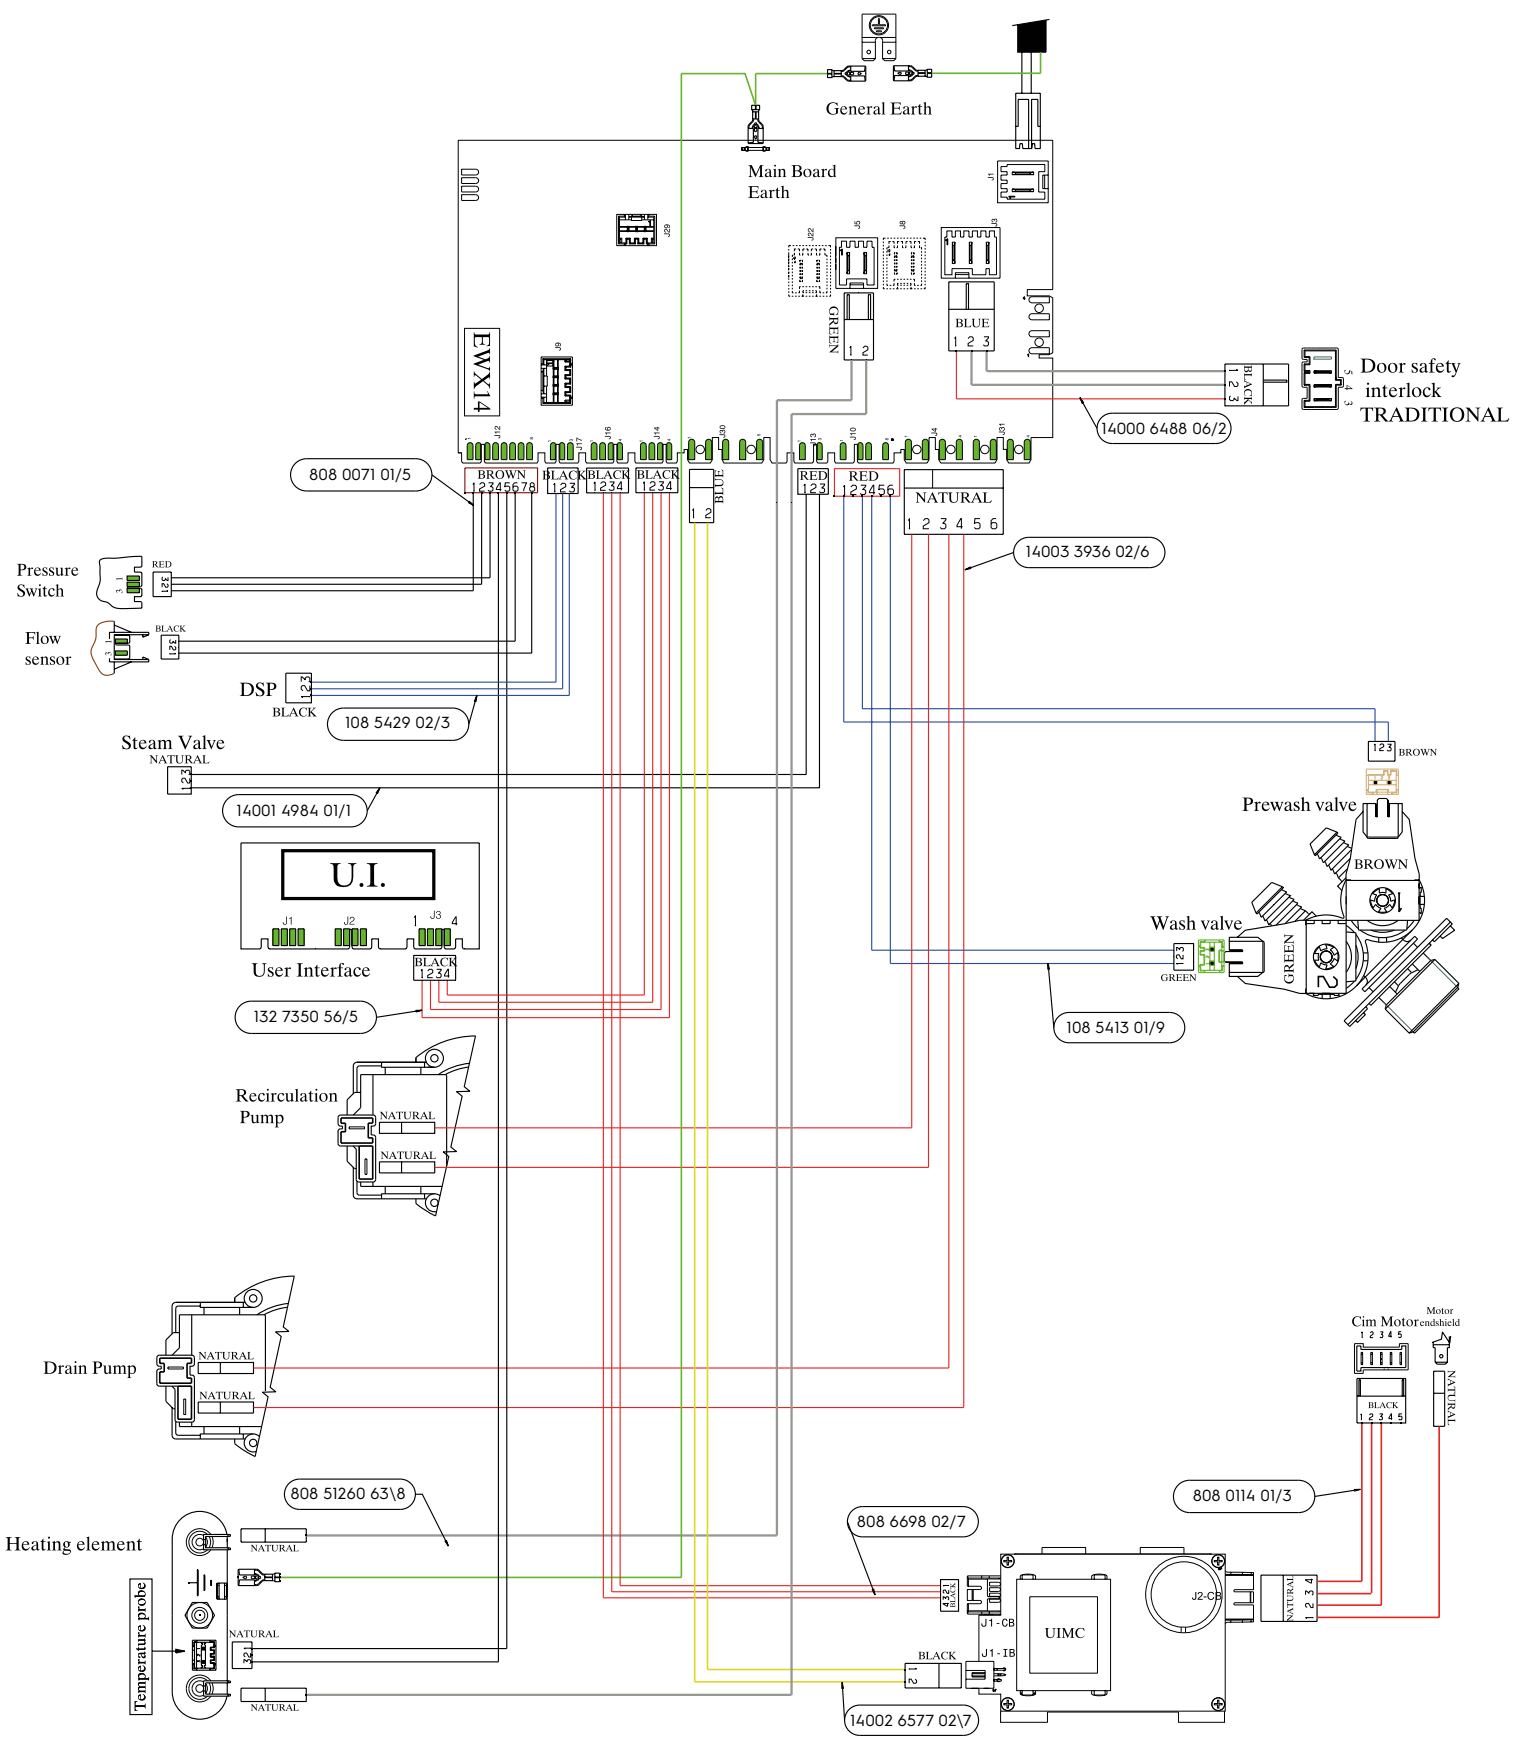 General Earth
Main Board
Earth
J1
J29
J22
J5
J8
J3
GREEN
1 2
BLUE
1 2 3
EWX14
J9
1 2 3
BLACK
5 4 3
Door safety
interlock
TRADITIONAL
14000 6488 06/2
J12
J17
J16
J14
J30
J13
J10
J4
J31
808 0071 01/5
BROWN
12345678
BLACK
123
BLACK
1234
BLACK
1234
BLUE
1 2
RED
123
RED
123456
NATURAL
1 2 3 4 5 6
14003 3936 02/6
Pressure
Switch
1
3
RED
321
Flow
sensor
1
3
BLACK
321
DSP
123
BLACK
108 5429 02/3
Steam Valve
NATURAL
123
14001 4984 01/1
123
BROWN
Prewash valve
BROWN
1
Wash valve
123
GREEN
GREEN
2
108 5413 01/9
U.I.
J1
J2
1 J3 4
User Interface
BLACK
1234
132 7350 56/5
Recirculation
Pump
NATURAL
NATURAL
Drain Pump
NATURAL
NATURAL
Cim Motor
Motor
endshield
1 2 3 4 5
BLACK
1 2 3 4 5
NATURAL
808 51260 63\8
808 6698 02/7
808 0114 01/3
Heating element
NATURAL
Temperature probe
NATURAL
321
NATURAL
4321
BLACK
J1-CB
J1-IB
UIMC
J2-CB
NATURAL
1 2 3 4
BLACK
1 2
14002 6577 02\7